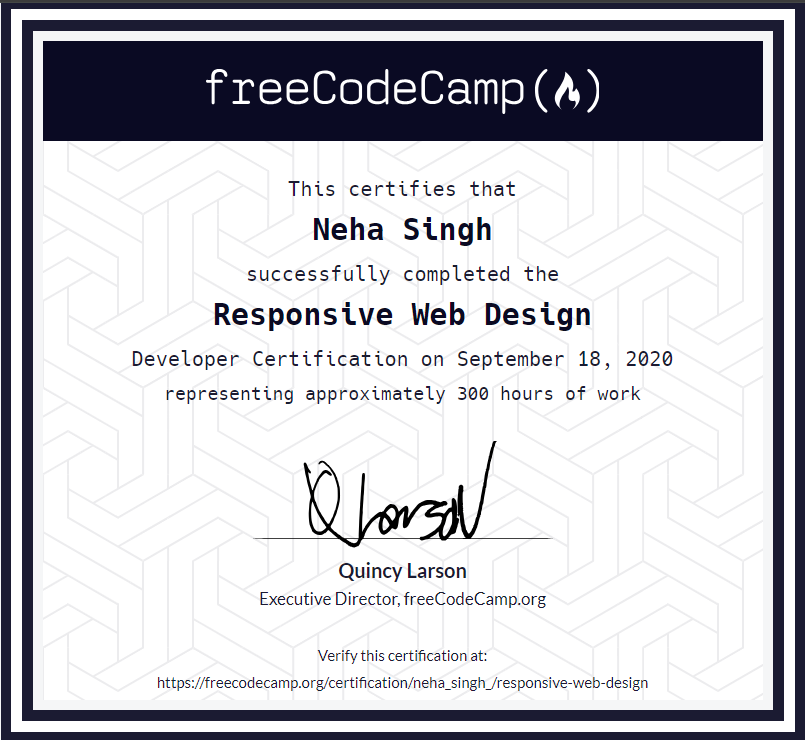 freeCodeCamp(🔥)
This certifies that
Neha Singh
successfully completed the
Responsive Web Design
Developer Certification on September 18, 2020
representing approximately 300 hours of work
Q Larson
Quincy Larson
Executive Director, freeCodeCamp.org
Verify this certification at:
https://freecodecamp.org/certification/neha_singh_/responsive-web-design